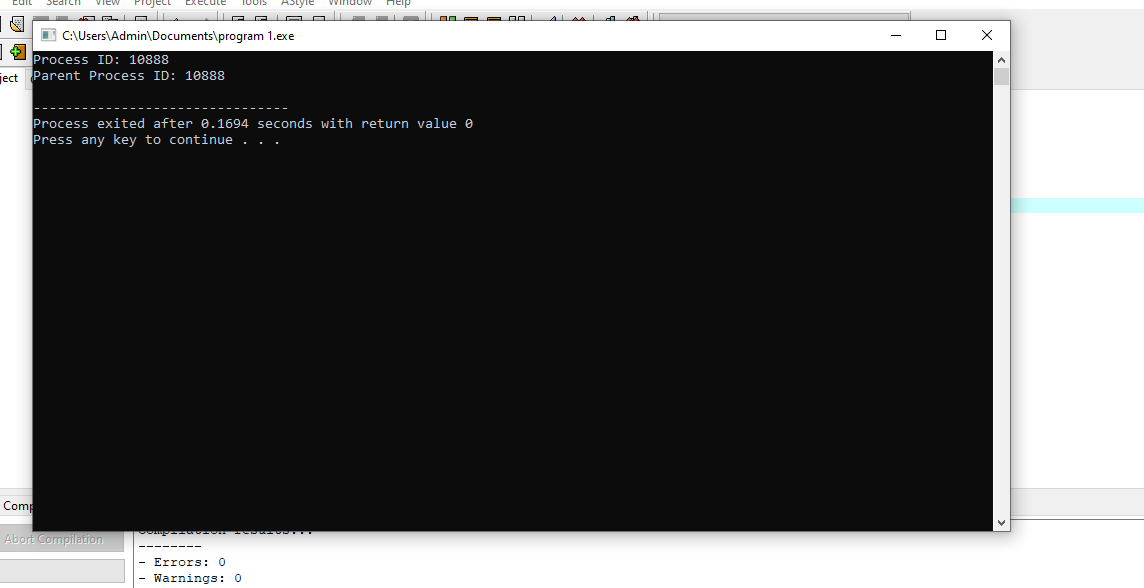 Edit Search View Project Execute Tools AStyle Window Help
C:\Users\Admin\Documents\program 1.exe
Process ID: 10888
Parent Process ID: 10888
--------------------------------
Process exited after 0.1694 seconds with return value 0
Press any key to continue . . .
ject
Comp
Abort Compilation
Compilation results...
--------
- Errors: 0
- Warnings: 0